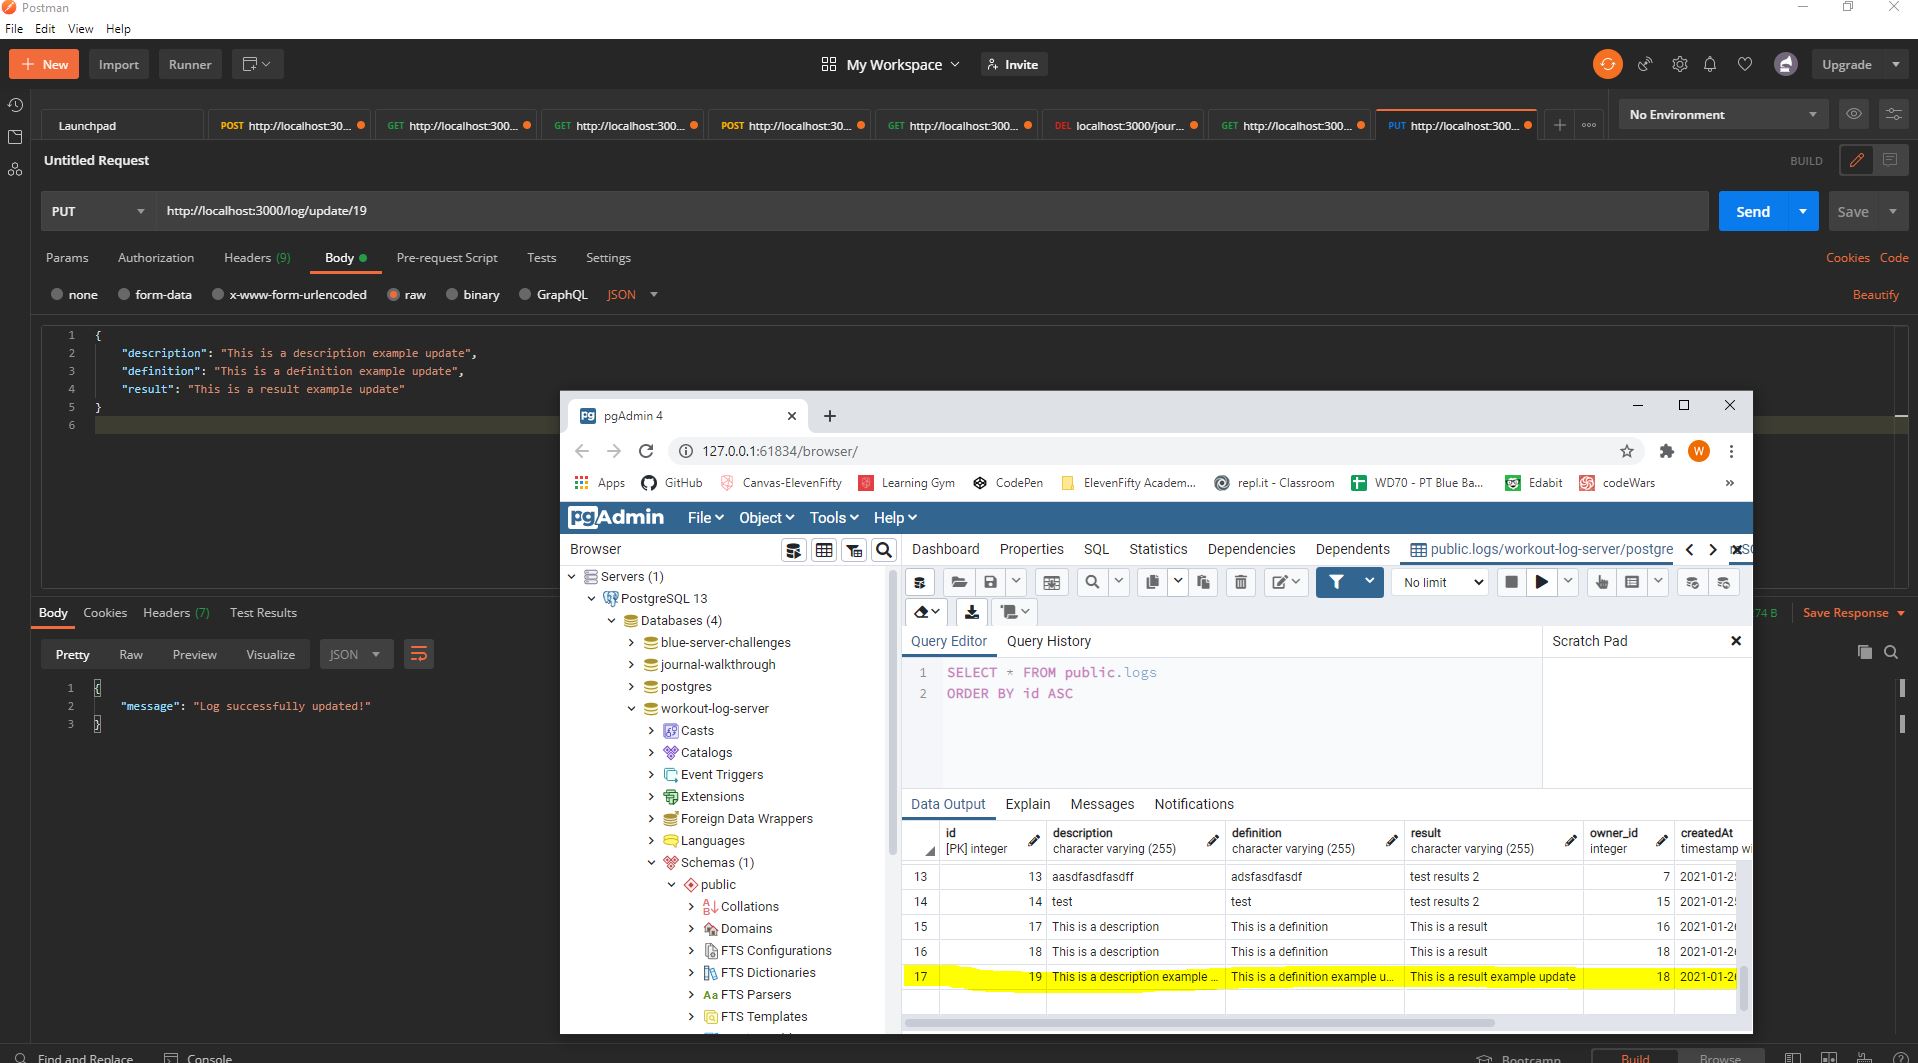 Postman
File Edit View Help
New Import Runner My Workspace Invite Upgrade
Launchpad POST http://localhost:30... GET http://localhost:300... GET http://localhost:300... POST http://localhost:30... GET http://localhost:300... DEL localhost:3000/jour... GET http://localhost:300... PUT http://localhost:300... No Environment
Untitled Request BUILD
PUT http://localhost:3000/log/update/19 Send Save
Params Authorization Headers (9) Body Pre-request Script Tests Settings Cookies Code
none form-data x-www-form-urlencoded raw binary GraphQL JSON Beautify
1 {
2 "description": "This is a description example update",
3 "definition": "This is a definition example update",
4 "result": "This is a result example update"
5 }
6
Body Cookies Headers (7) Test Results 74 B Save Response
Pretty Raw Preview Visualize JSON
1 {
2 "message": "Log successfully updated!"
3 }
Find and Replace Console Bootcamp Build Browse
pgAdmin 4
127.0.0.1:61834/browser/
W
Apps GitHub Canvas-ElevenFifty Learning Gym CodePen ElevenFifty Academ... repl.it - Classroom WD70 - PT Blue Ba... Edabit codeWars »
pgAdmin File Object Tools Help
Browser
Servers (1)
PostgreSQL 13
Databases (4)
blue-server-challenges
journal-walkthrough
postgres
workout-log-server
Casts
Catalogs
Event Triggers
Extensions
Foreign Data Wrappers
Languages
Schemas (1)
public
Collations
Domains
FTS Configurations
FTS Dictionaries
Aa FTS Parsers
FTS Templates
Dashboard Properties SQL Statistics Dependencies Dependents public.logs/workout-log-server/postgre
No limit
Query Editor Query History Scratch Pad
1 SELECT * FROM public.logs
2 ORDER BY id ASC
Data Output Explain Messages Notifications
id description definition result owner_id createdAt
[PK] integer character varying (255) character varying (255) character varying (255) integer timestamp wi
13 13 aasdfasdfasdff adsfasdfasdf test results 2 7 2021-01-25
14 14 test test test results 2 15 2021-01-25
15 17 This is a description This is a definition This is a result 16 2021-01-26
16 18 This is a description This is a definition This is a result 18 2021-01-26
17 19 This is a description example ... This is a definition example u... This is a result example update 18 2021-01-26